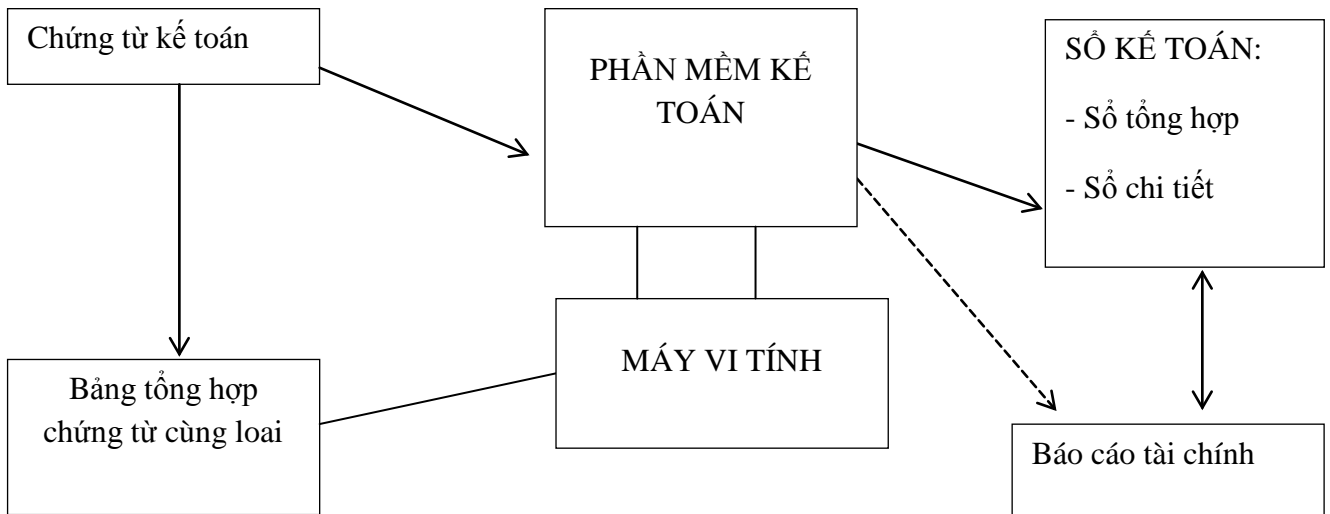 Chứng từ kế toán
PHẦN MỀM KẾ
TOÁN
SỔ KẾ TOÁN:
- Sổ tổng hợp
- Sổ chi tiết
MÁY VI TÍNH
Bảng tổng hợp
chứng từ cùng loai
Báo cáo tài chính